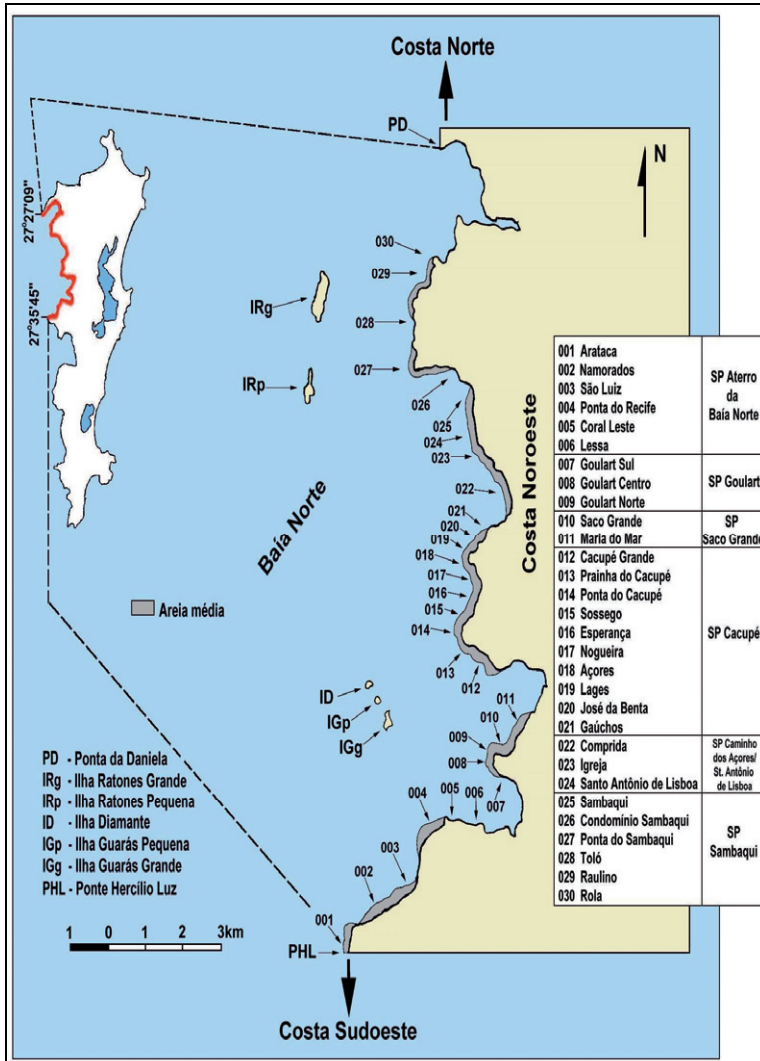 Costa Norte
PD
N
27°27'09"
27°35'45"
030
029
IRg
028
027
IRp
026
025
024
023
022
021
020
019
018
017
016
015
014
013
012
011
010
009
008
007
006
005
004
003
002
001
ID
IGp
IGg
PHL
Baía Norte
Costa Noroeste
Areia média
001 Arataca
002 Namorados
003 São Luiz
004 Ponta do Recife
005 Coral Leste
006 Lessa
SP Aterro
da
Baía Norte
007 Goulart Sul
008 Goulart Centro
009 Goulart Norte
SP Goulart
010 Saco Grande
011 Maria do Mar
SP
Saco Grande
012 Cacupé Grande
013 Prainha do Cacupé
014 Ponta do Cacupé
015 Sossego
016 Esperança
017 Nogueira
018 Açores
019 Lages
020 José da Benta
021 Gaúchos
SP Cacupé
022 Comprida
023 Igreja
024 Santo Antônio de Lisboa
SP Caminho
dos Açores/
St. Antônio
de Lisboa
025 Sambaqui
026 Condomínio Sambaqui
027 Ponta do Sambaqui
028 Toló
029 Raulino
030 Rola
SP
Sambaqui
PD - Ponta da Daniela
IRg - Ilha Ratones Grande
IRp - Ilha Ratones Pequena
ID - Ilha Diamante
IGp - Ilha Guarás Pequena
IGg - Ilha Guarás Grande
PHL - Ponte Hercílio Luz
1 0 1 2 3km
Costa Sudoeste